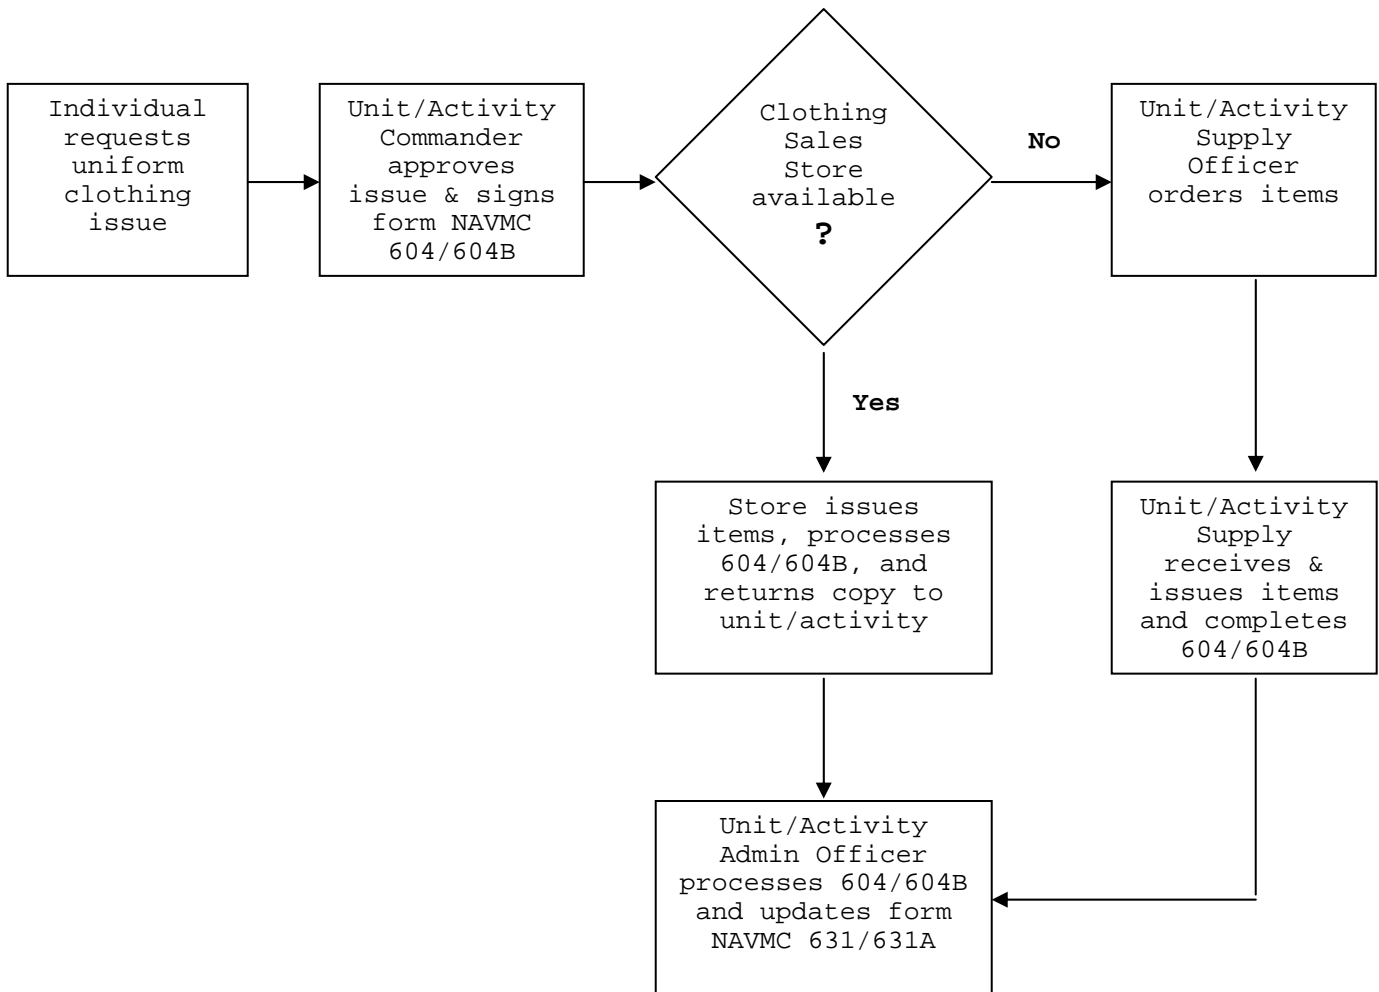 Individual
requests
uniform
clothing
issue
Unit/Activity
Commander
approves
issue & signs
form NAVMC
604/604B
Clothing
Sales
Store
available
?
No
Unit/Activity
Supply
Officer
orders items
Yes
Store issues
items, processes
604/604B, and
returns copy to
unit/activity
Unit/Activity
Supply
receives &
issues items
and completes
604/604B
Unit/Activity
Admin Officer
processes 604/604B
and updates form
NAVMC 631/631A